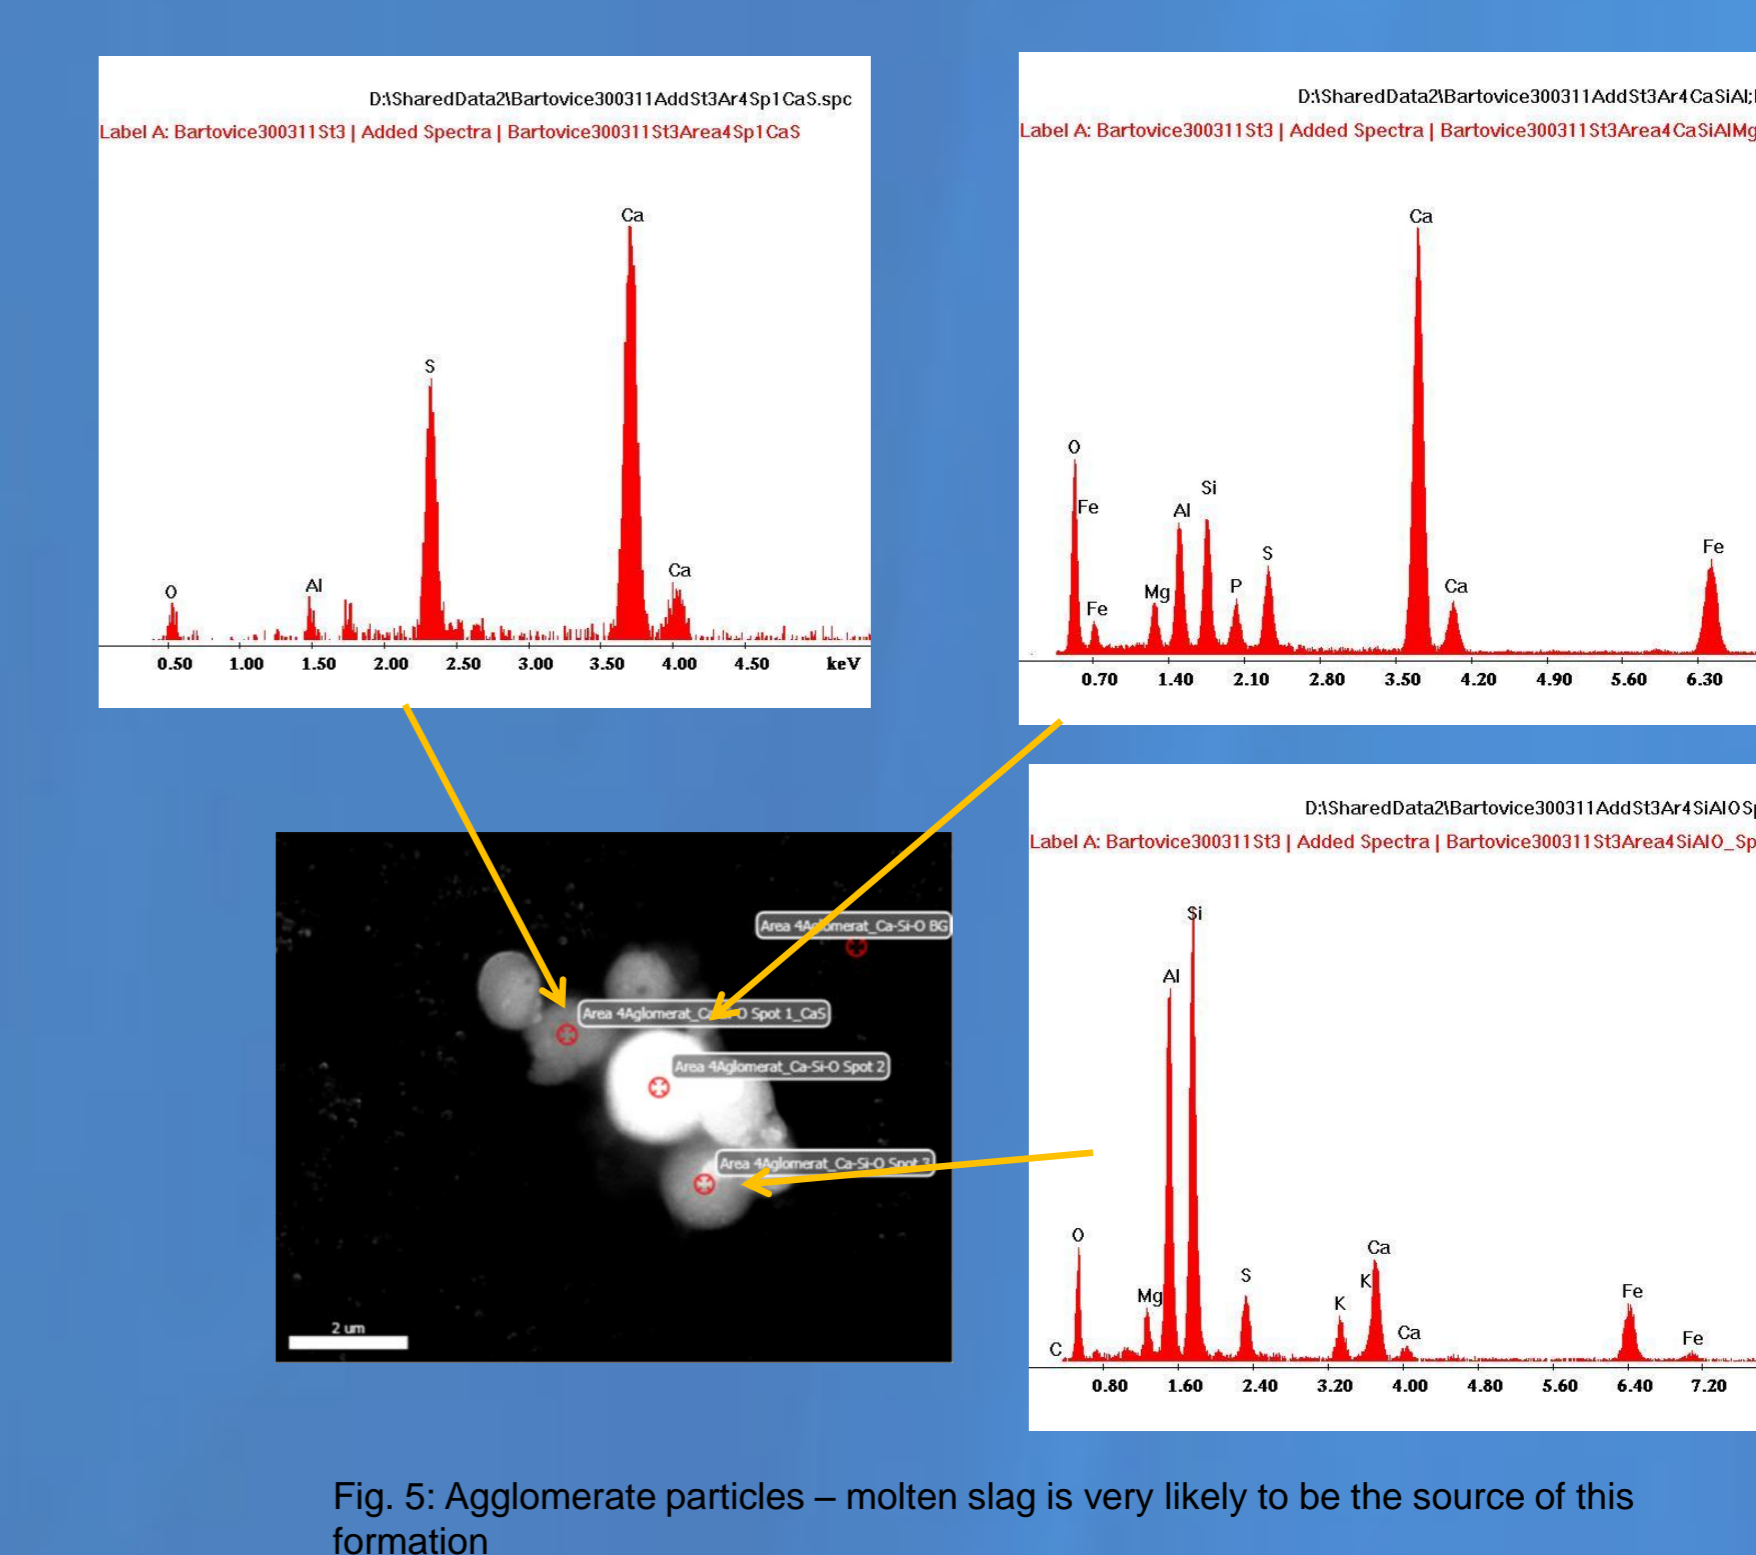 D:\SharedData2\Bartovice300311AddSt3Ar4Sp1CaS.spc
Label A: Bartovice300311St3 | Added Spectra | Bartovice300311St3Area4Sp1CaS
Ca
S
Ca
O
Al
0.50 1.00 1.50 2.00 2.50 3.00 3.50 4.00 4.50 keV
D:\SharedData2\Bartovice300311AddSt3Ar4CaSiAl;
Label A: Bartovice300311St3 | Added Spectra | Bartovice300311St3Area4CaSiAlMg
Ca
O
Si
Fe
Al
Fe
S
Mg
P
Ca
Fe
0.70 1.40 2.10 2.80 3.50 4.20 4.90 5.60 6.30
D:\SharedData2\Bartovice300311AddSt3Ar4SiAlOSp
Label A: Bartovice300311St3 | Added Spectra | Bartovice300311St3Area4SiAlO_Sp
Si
Al
O
Ca
S
K
Mg
K
Fe
Ca
Fe
C
0.80 1.60 2.40 3.20 4.00 4.80 5.60 6.40 7.20
Area 4Aglomerat_Ca-Si-O BG
Area 4Aglomerat_Ca-Si-O Spot 1_CaS
Area 4Aglomerat_Ca-Si-O Spot 2
Area 4Aglomerat_Ca-Si-O Spot 3
2 um
Fig. 5: Agglomerate particles – molten slag is very likely to be the source of this
formation